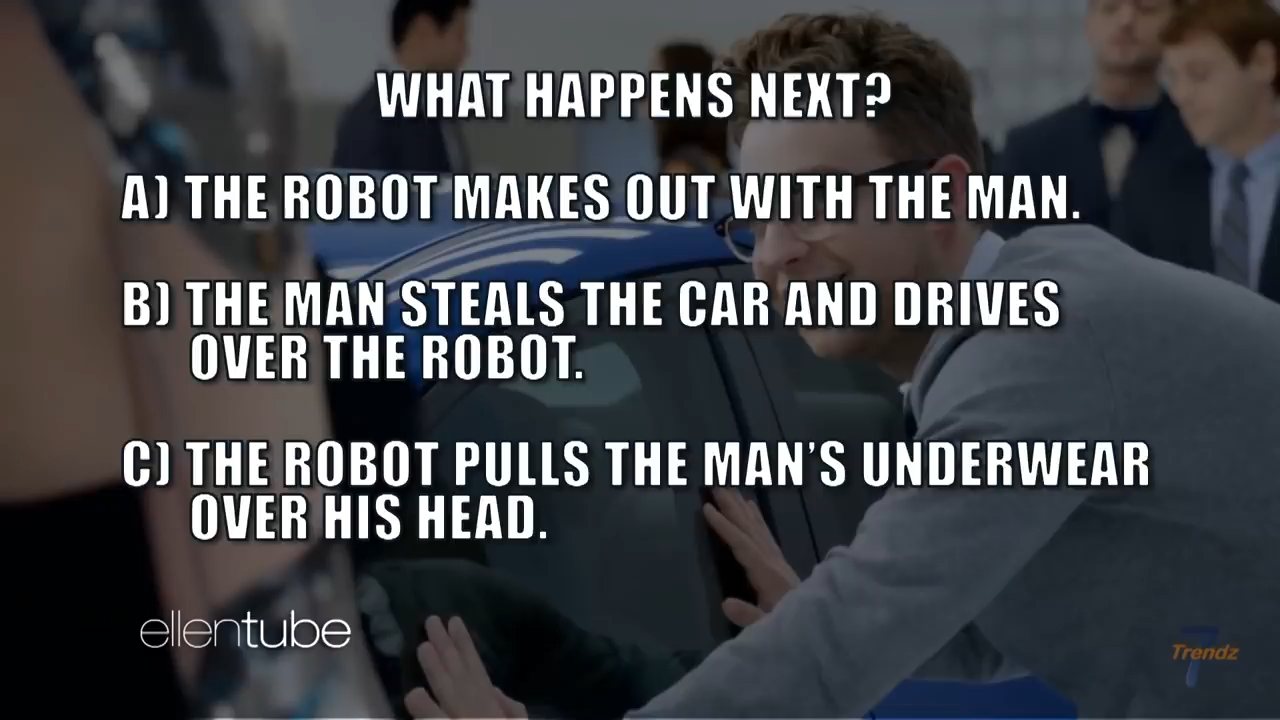 WHAT HAPPENS NEXT?
A) THE ROBOT MAKES OUT WITH THE MAN.
B) THE MAN STEALS THE CAR AND DRIVES
OVER THE ROBOT.
C) THE ROBOT PULLS THE MAN'S UNDERWEAR
OVER HIS HEAD.
ellentube
7
Trendz